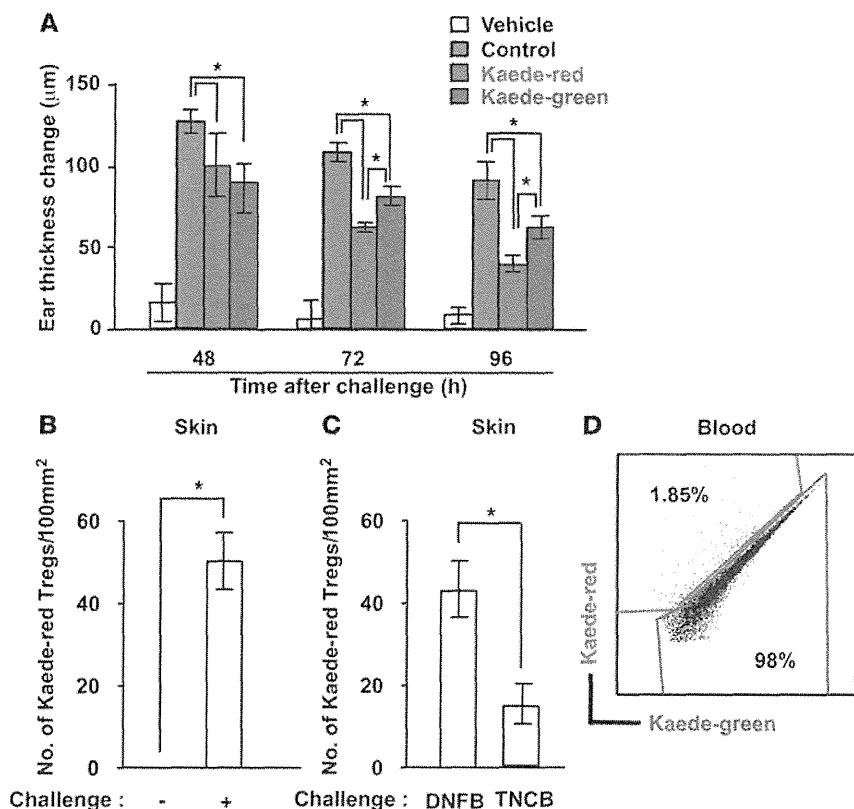 A
Vehicle
Control
Kaede-red
Kaede-green
Ear thickness change (μm)
150
100
50
0
* * * * *
48 72 96
Time after challenge (h)
B Skin
No. of Kaede-red Tregs/100mm²
60
40
20
0
*
Challenge : - +
C Skin
No. of Kaede-red Tregs/100mm²
60
40
20
0
*
Challenge : DNFB TNCB
D Blood
1.85%
98%
Kaede-red
Kaede-green